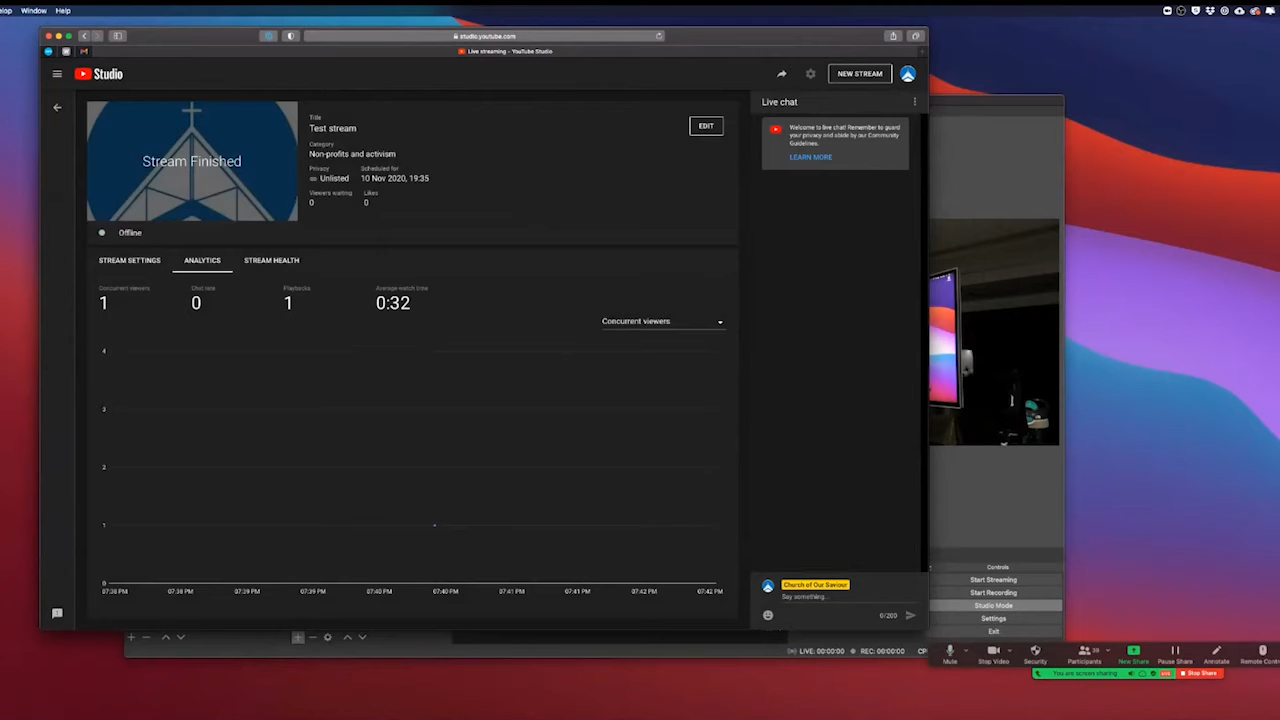 Window Help
studio.youtube.com
Live streaming - YouTube Studio
Studio
NEW STREAM
Stream Finished
Title
Test stream
Category
Non-profits and activism
Privacy
Scheduled for
Unlisted
10 Nov 2020, 19:35
Viewers waiting
Likes
0
0
EDIT
Offline
STREAM SETTINGS
ANALYTICS
STREAM HEALTH
Concurrent viewers
1
Chat rate
0
Playbacks
1
Average watch time
0:32
Concurrent viewers
4
3
2
1
0
07:38 PM
07:38 PM
07:39 PM
07:39 PM
07:40 PM
07:40 PM
07:41 PM
07:41 PM
07:42 PM
07:42 PM
Live chat
Welcome to live chat! Remember to guard
your privacy and abide by our Community
Guidelines.
LEARN MORE
Church of Our Saviour
Say something...
0/200
Controls
Start Streaming
Start Recording
Studio Mode
Settings
Exit
LIVE: 00:00:00
REC: 00:00:00
Mute
Stop Video
Security
Participants
39
New Share
Pause Share
Annotate
You are screen sharing
Stop Share